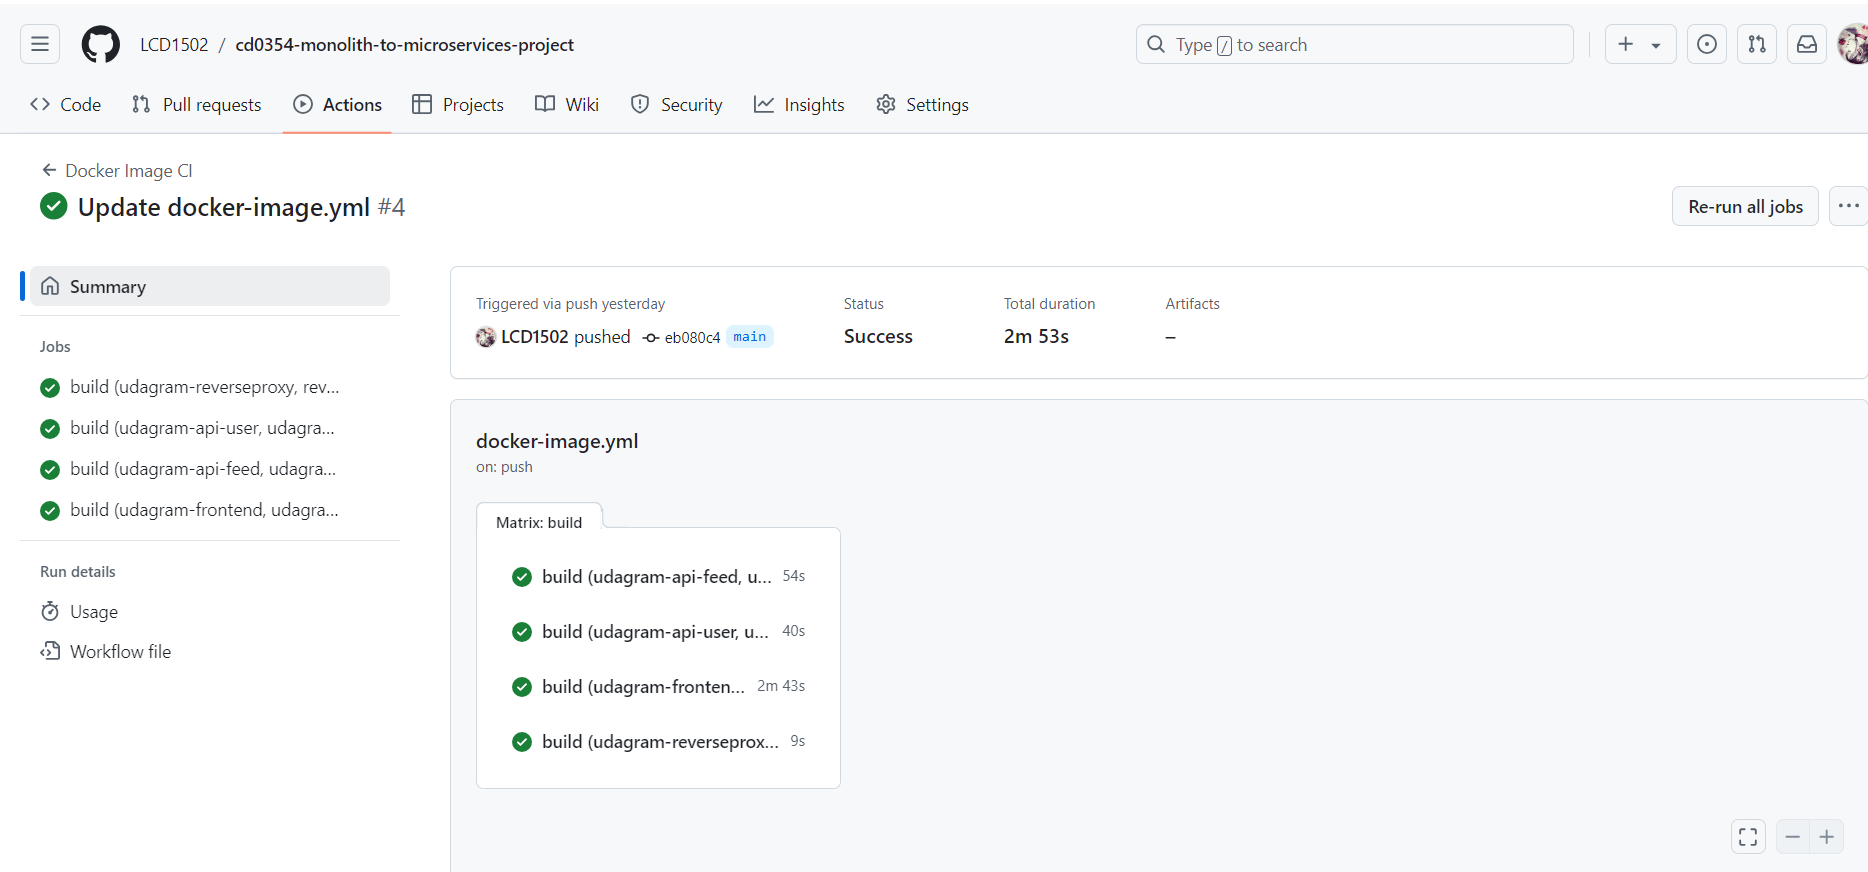 LCD1502 / cd0354-monolith-to-microservices-project
Type / to search
Code
Pull requests
Actions
Projects
Wiki
Security
Insights
Settings
Docker Image CI
Update docker-image.yml #4
Re-run all jobs
Summary
Jobs
build (udagram-reverseproxy, rev...
build (udagram-api-user, udagra...
build (udagram-api-feed, udagra...
build (udagram-frontend, udagra...
Run details
Usage
Workflow file
Triggered via push yesterday
LCD1502 pushed eb080c4 main
Status
Success
Total duration
2m 53s
Artifacts
–
docker-image.yml
on: push
Matrix: build
build (udagram-api-feed, u... 54s
build (udagram-api-user, u... 40s
build (udagram-fronten... 2m 43s
build (udagram-reverseprox... 9s